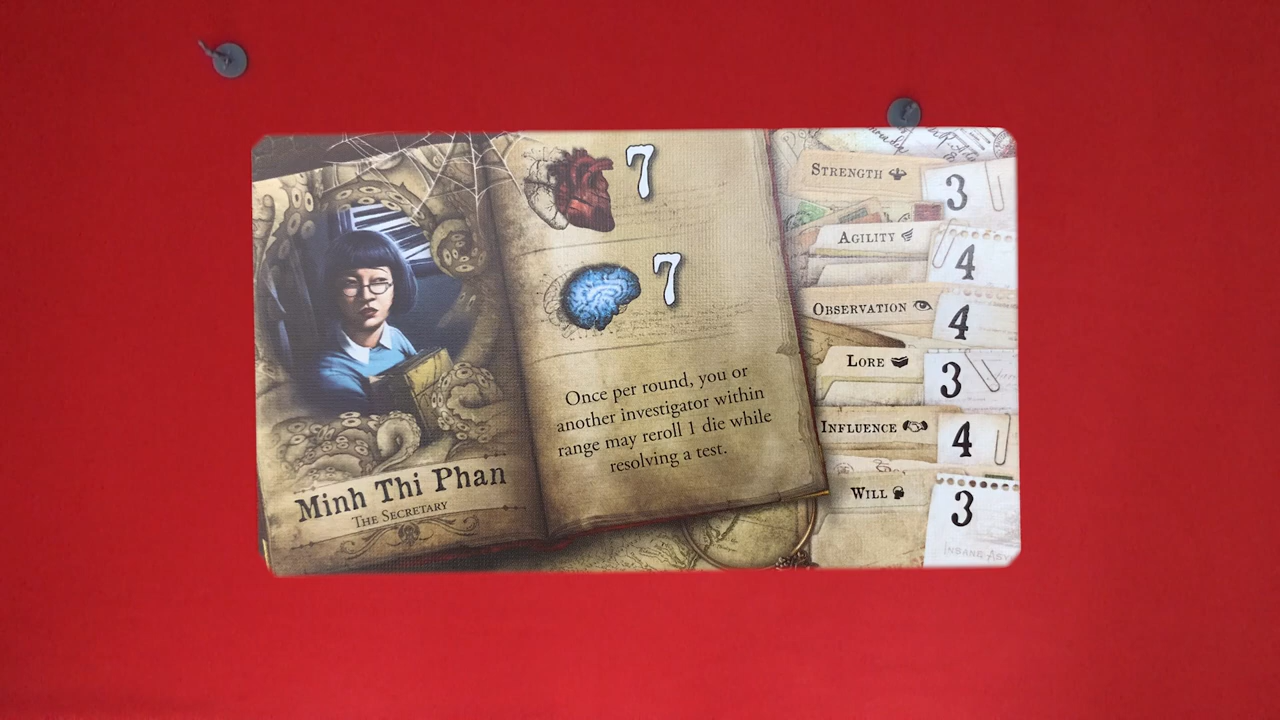 7
7
Once per round, you or
another investigator within
range may reroll 1 die while
resolving a test.
Minh Thi Phan
The Secretary
Strength 3
Agility 4
Observation 4
Lore 3
Influence 4
Will 3